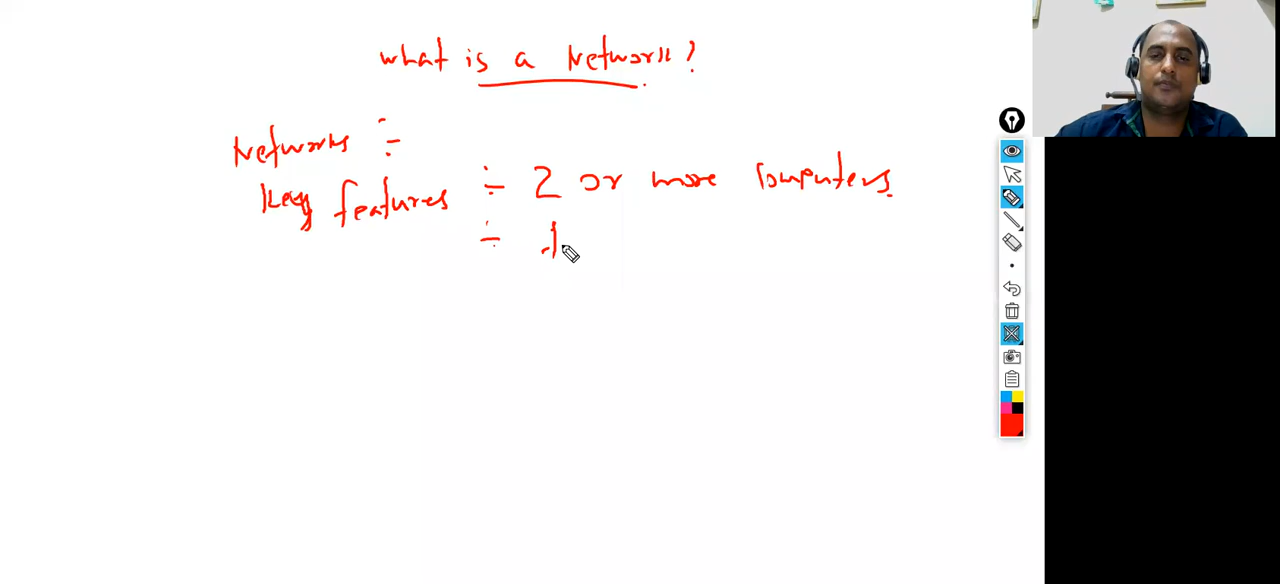 What is a Network?
Networks :-
Key features :- 2 or more Computers.
:-